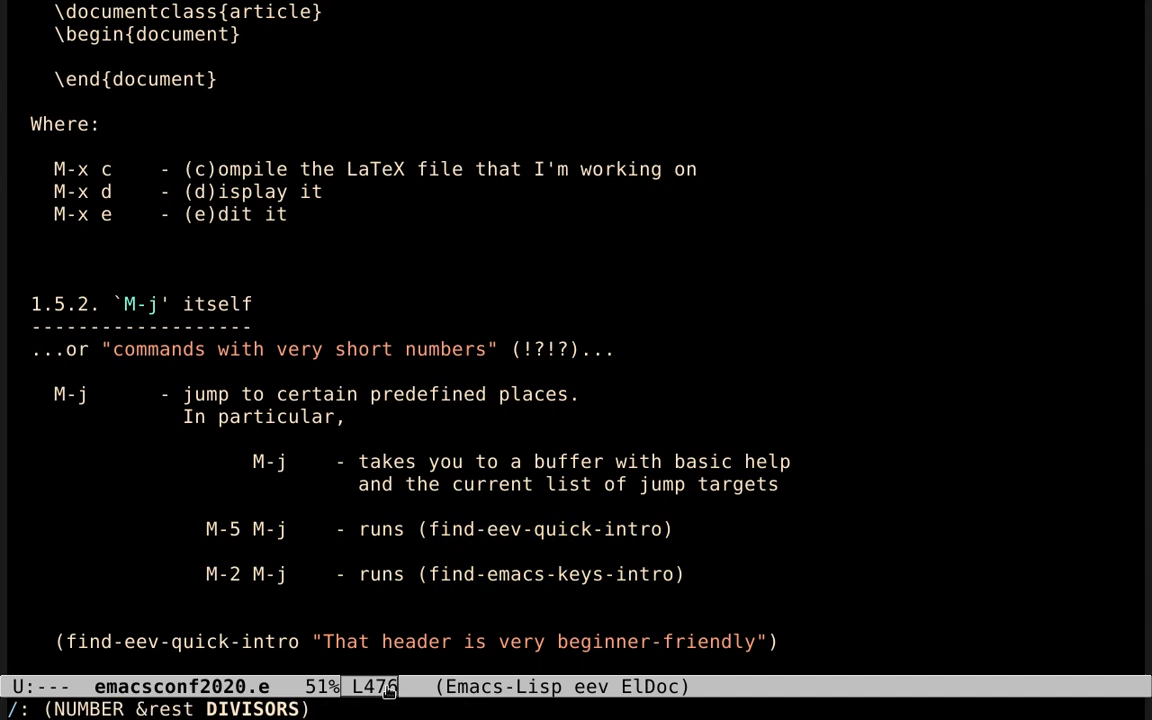 \documentclass{article}
\begin{document}
\end{document}
Where:
M-x c    - (c)ompile the LaTeX file that I'm working on
M-x d    - (d)isplay it
M-x e    - (e)dit it
1.5.2. `M-j' itself
-------------------
...or "commands with very short numbers" (!?!?)...
M-j      - jump to certain predefined places.
In particular,
M-j    - takes you to a buffer with basic help
and the current list of jump targets
M-5 M-j    - runs (find-eev-quick-intro)
M-2 M-j    - runs (find-emacs-keys-intro)
(find-eev-quick-intro "That header is very beginner-friendly")
U:---  emacsconf2020.e   51% L476   (Emacs-Lisp eev ElDoc)
/: (NUMBER &rest DIVISORS)